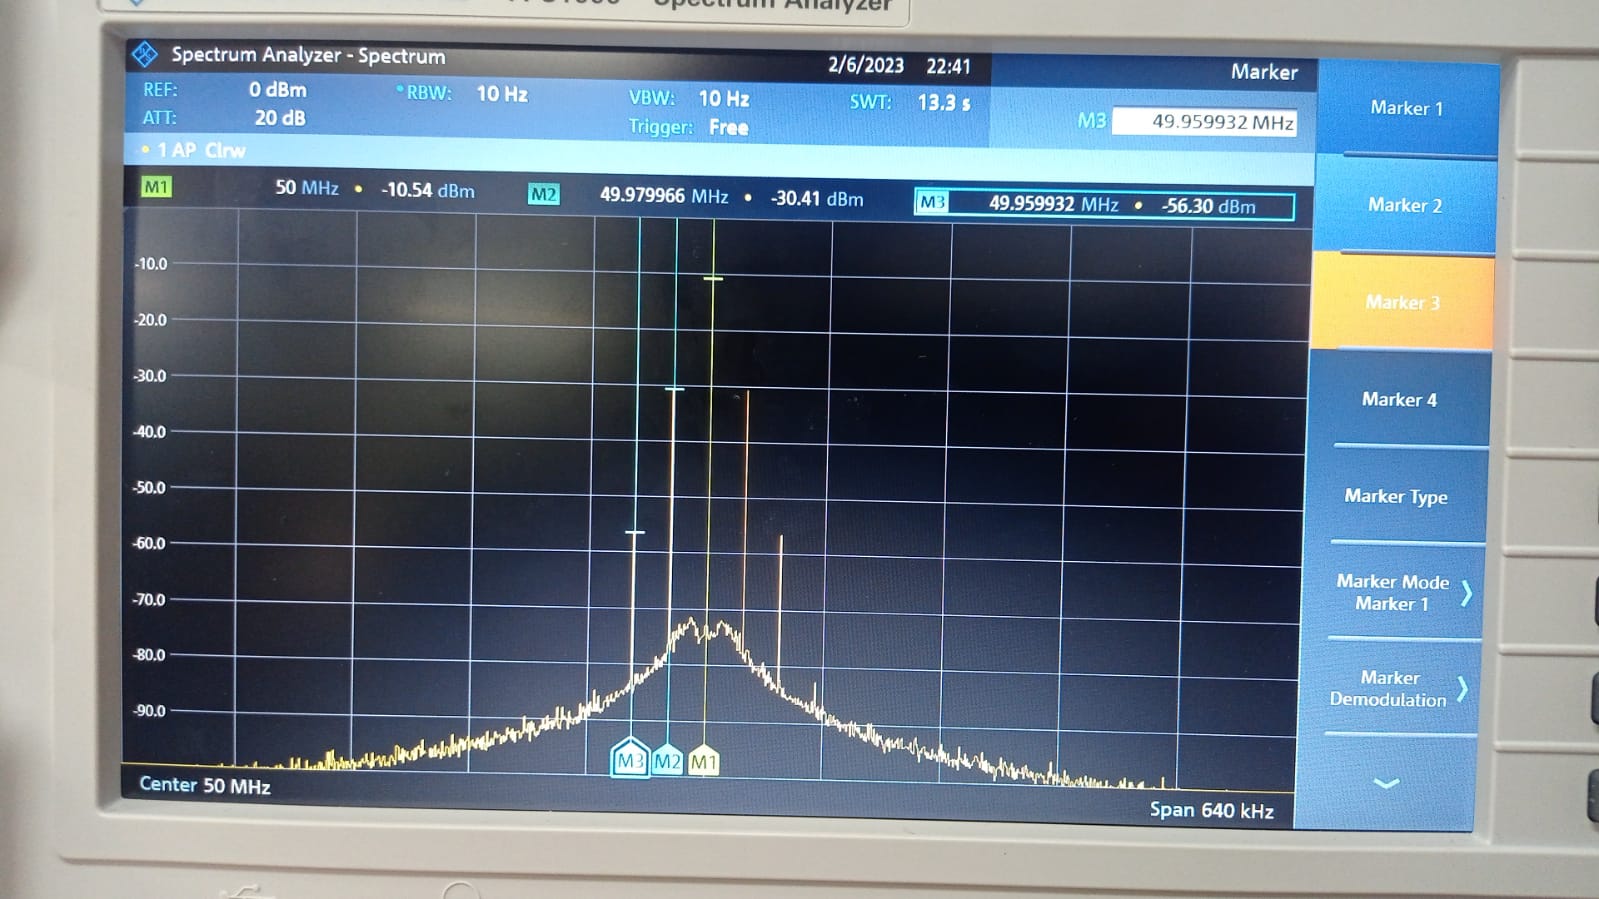 Spectrum Analyzer
Spectrum Analyzer - Spectrum
2/6/2023 22:41
Marker
REF: 0 dBm
RBW: 10 Hz
VBW: 10 Hz
SWT: 13.3 s
ATT: 20 dB
Trigger: Free
M3 49.959932 MHz
1 AP Clrw
M1 50 MHz • -10.54 dBm
M2 49.979966 MHz • -30.41 dBm
M3 49.959932 MHz • -56.30 dBm
-10.0
-20.0
-30.0
-40.0
-50.0
-60.0
-70.0
-80.0
-90.0
M3 M2 M1
Center 50 MHz
Span 640 kHz
Marker 1
Marker 2
Marker 3
Marker 4
Marker Type
Marker Mode
Marker 1
Marker
Demodulation